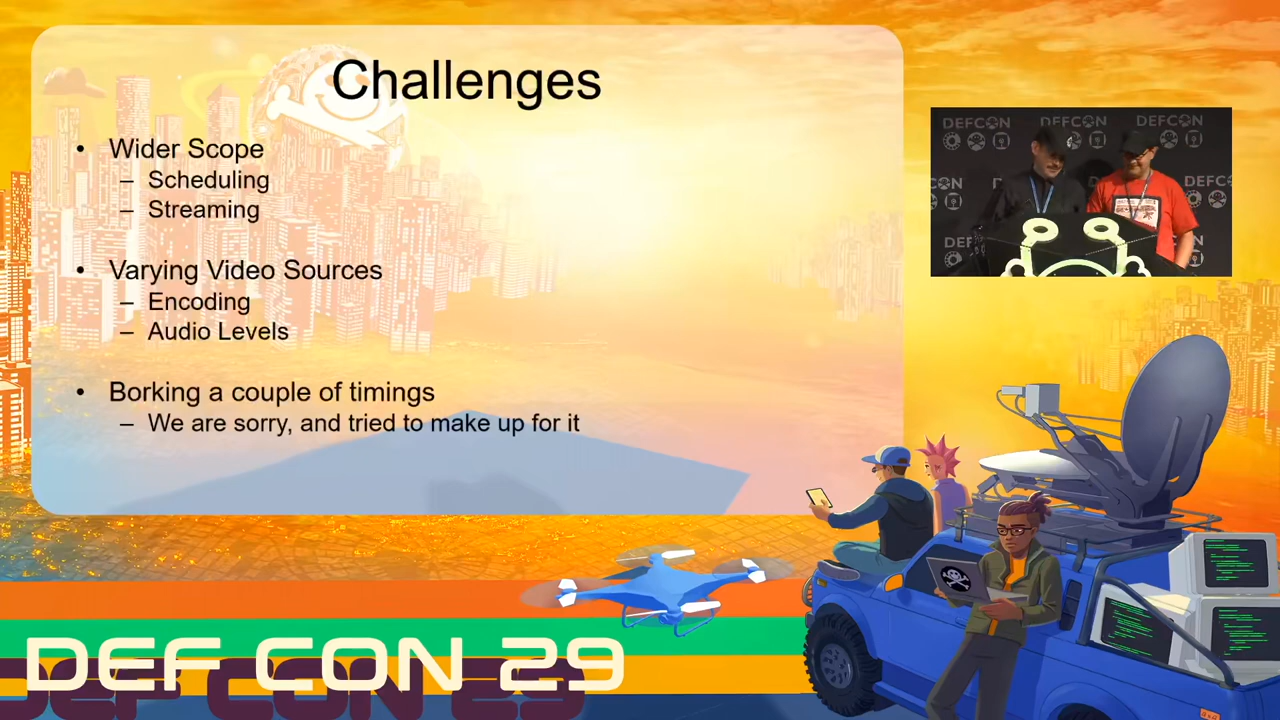 Challenges
• Wider Scope
– Scheduling
– Streaming
• Varying Video Sources
– Encoding
– Audio Levels
• Borking a couple of timings
– We are sorry, and tried to make up for it
DEFCON DEFCON DEFCON
DEFCON
DEF
DEF CON 29